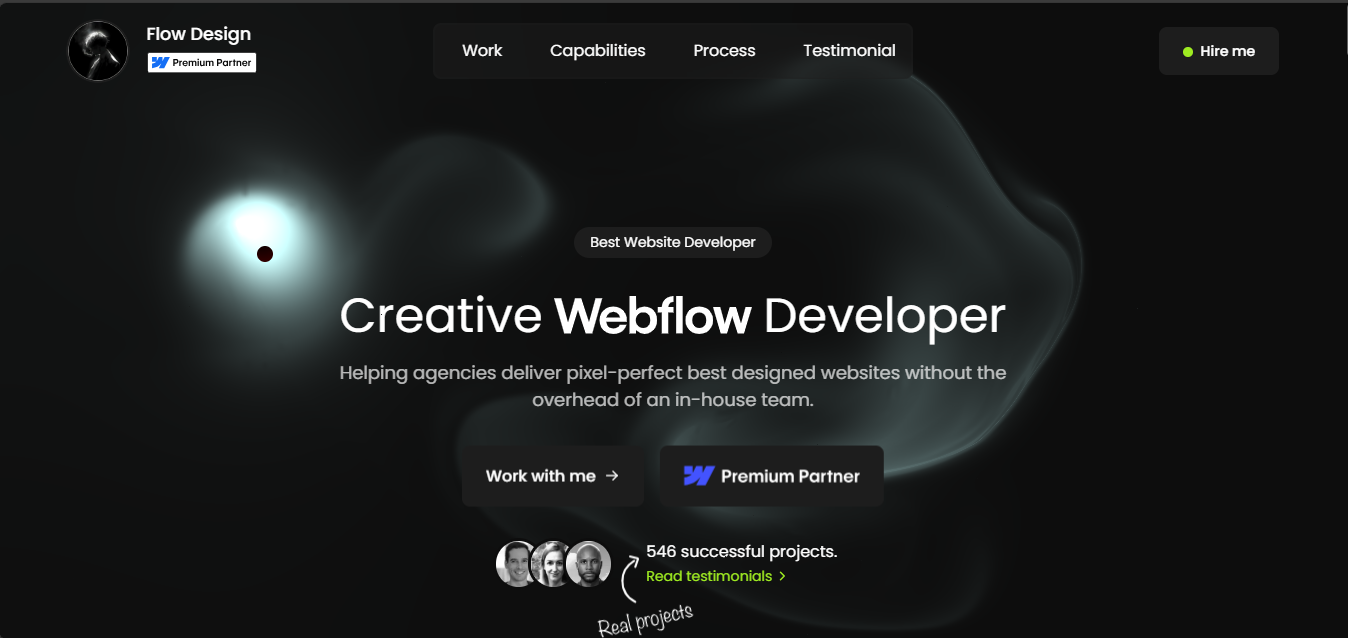 Flow Design
Premium Partner
Work
Capabilities
Process
Testimonial
Hire me
Best Website Developer
Creative Webflow Developer
Helping agencies deliver pixel-perfect best designed websites without the
overhead of an in-house team.
Work with me →
Premium Partner
546 successful projects.
Read testimonials >
Real projects